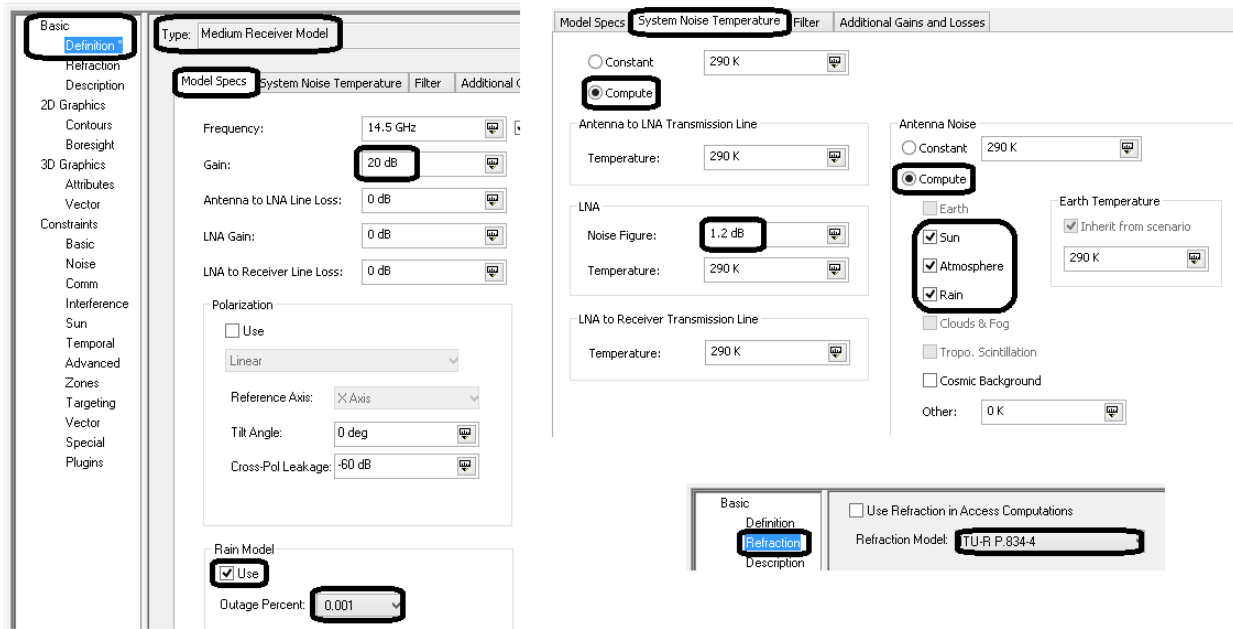 Basic
Definition *
Refraction
Description
2D Graphics
Contours
Boresight
3D Graphics
Attributes
Vector
Constraints
Basic
Noise
Comm
Interference
Sun
Temporal
Advanced
Zones
Targeting
Vector
Special
Plugins
Type: Medium Receiver Model
Model Specs System Noise Temperature Filter Additional
Frequency: 14.5 GHz
Gain: 20 dB
Antenna to LNA Line Loss: 0 dB
LNA Gain: 0 dB
LNA to Receiver Line Loss: 0 dB
Polarization
Use
Linear
Reference Axis: X Axis
Tilt Angle: 0 deg
Cross-Pol Leakage: -60 dB
Rain Model
Use
Outage Percent: 0.001
Model Specs System Noise Temperature Filter Additional Gains and Losses
Constant 290 K
Compute
Antenna to LNA Transmission Line
Temperature: 290 K
LNA
Noise Figure: 1.2 dB
Temperature: 290 K
LNA to Receiver Transmission Line
Temperature: 290 K
Antenna Noise
Constant 290 K
Compute
Earth
Sun
Atmosphere
Rain
Clouds & Fog
Tropo. Scintillation
Cosmic Background
Other: 0 K
Earth Temperature
Inherit from scenario
290 K
Basic
Definition
Refraction
Description
Use Refraction in Access Computations
Refraction Model: ITU-R P.834-4